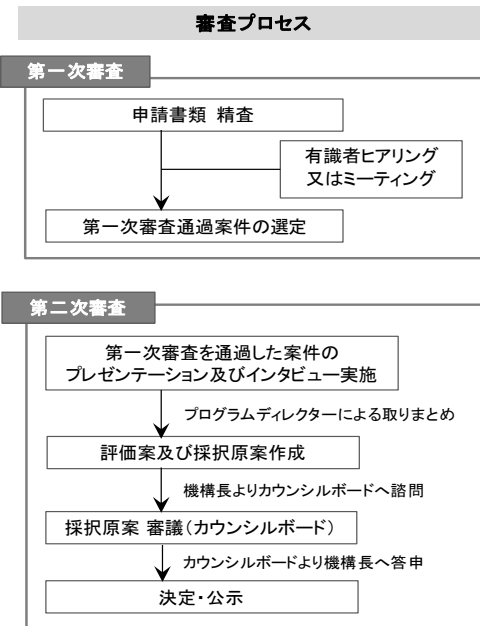 審査プロセス
第一次審査
申請書類 精査
有識者ヒアリング
又はミーティング
第一次審査通過案件の選定
第二次審査
第一次審査を通過した案件の
プレゼンテーション及びインタビュー実施
プログラムディレクターによる取りまとめ
評価案及び採択原案作成
機構長よりカウンシルボードへ諮問
採択原案 審議(カウンシルボード)
カウンシルボードより機構長へ答申
決定・公示